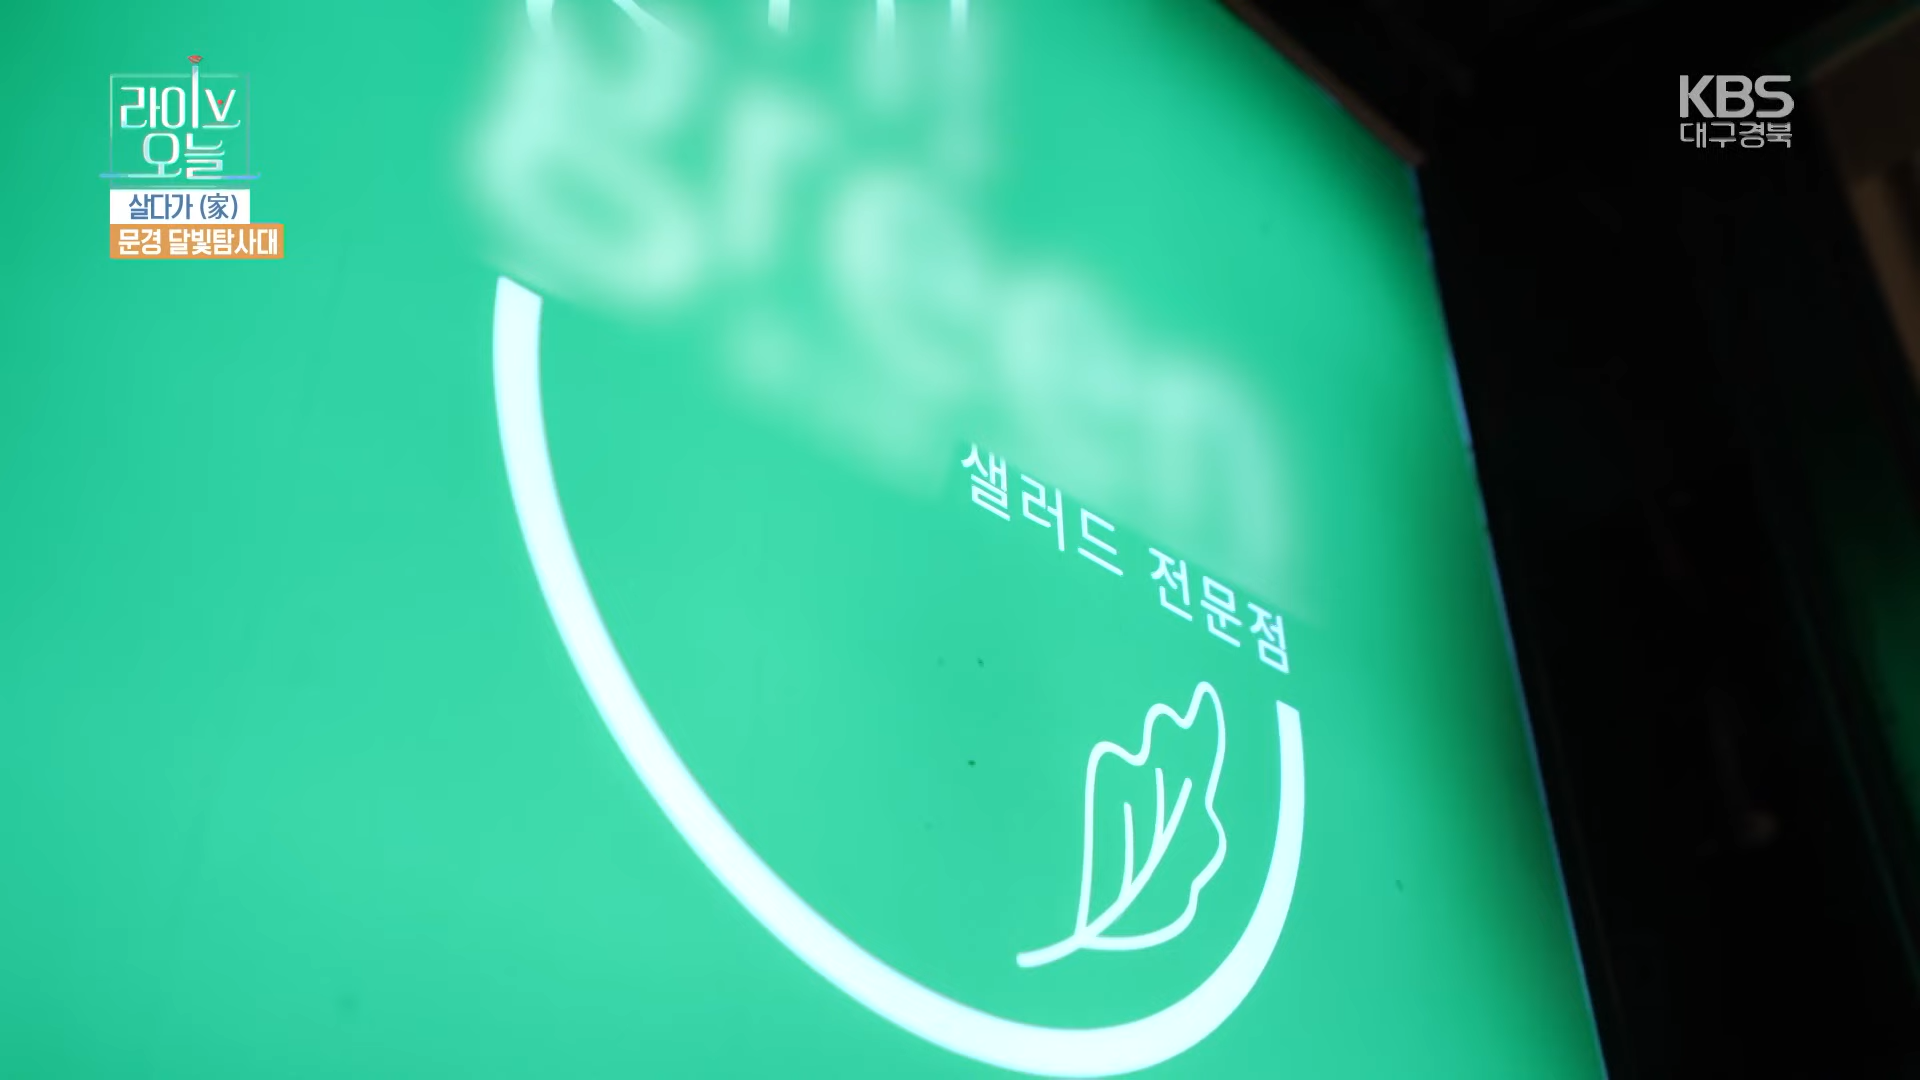 라이브
오늘
살다가 (家)
문경 달빛탐사대
KBS
대구경북
샐러드 전문점